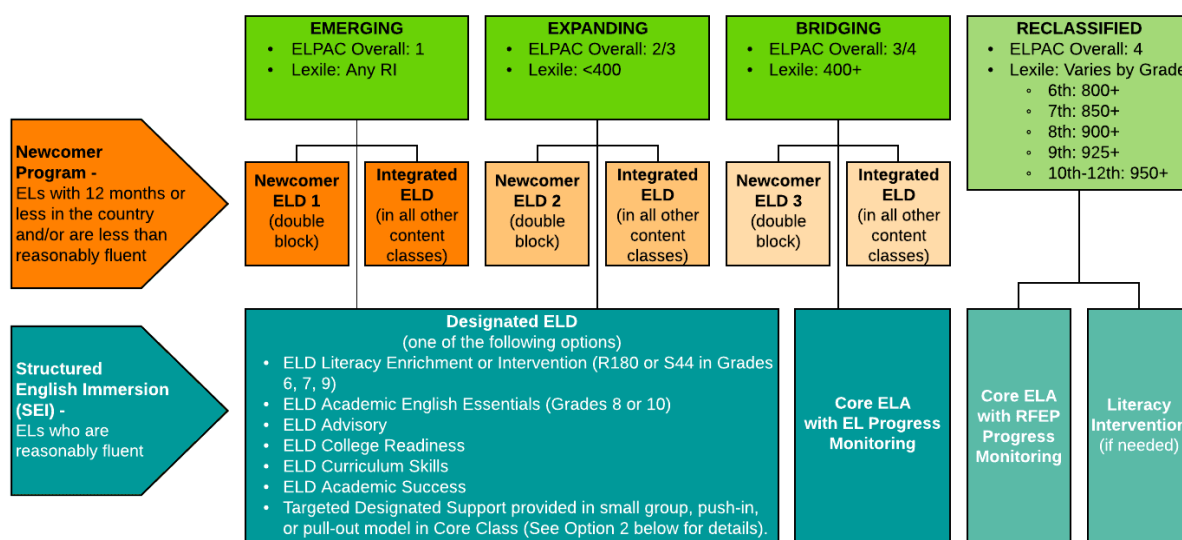 EMERGING
• ELPAC Overall: 1
• Lexile: Any RI
EXPANDING
• ELPAC Overall: 2/3
• Lexile: <400
BRIDGING
• ELPAC Overall: 3/4
• Lexile: 400+
RECLASSIFIED
• ELPAC Overall: 4
• Lexile: Varies by Grade
◦ 6th: 800+
◦ 7th: 850+
◦ 8th: 900+
◦ 9th: 925+
◦ 10th-12th: 950+
Newcomer
Program -
ELs with 12 months or
less in the country
and/or are less than
reasonably fluent
Newcomer
ELD 1
(double
block)
Integrated
ELD
(in all other
content
classes)
Newcomer
ELD 2
(double
block)
Integrated
ELD
(in all other
content
classes)
Newcomer
ELD 3
(double
block)
Integrated
ELD
(in all other
content
classes)
Structured
English Immersion
(SEI) -
ELs who are
reasonably fluent
Designated ELD
(one of the following options)
• ELD Literacy Enrichment or Intervention (R180 or S44 in Grades
6, 7, 9)
• ELD Academic English Essentials (Grades 8 or 10)
• ELD Advisory
• ELD College Readiness
• ELD Curriculum Skills
• ELD Academic Success
• Targeted Designated Support provided in small group, push-in,
or pull-out model in Core Class (See Option 2 below for details).
Core ELA
with EL Progress
Monitoring
Core ELA
with RFEP
Progress
Monitoring
Literacy
Intervention
(if needed)